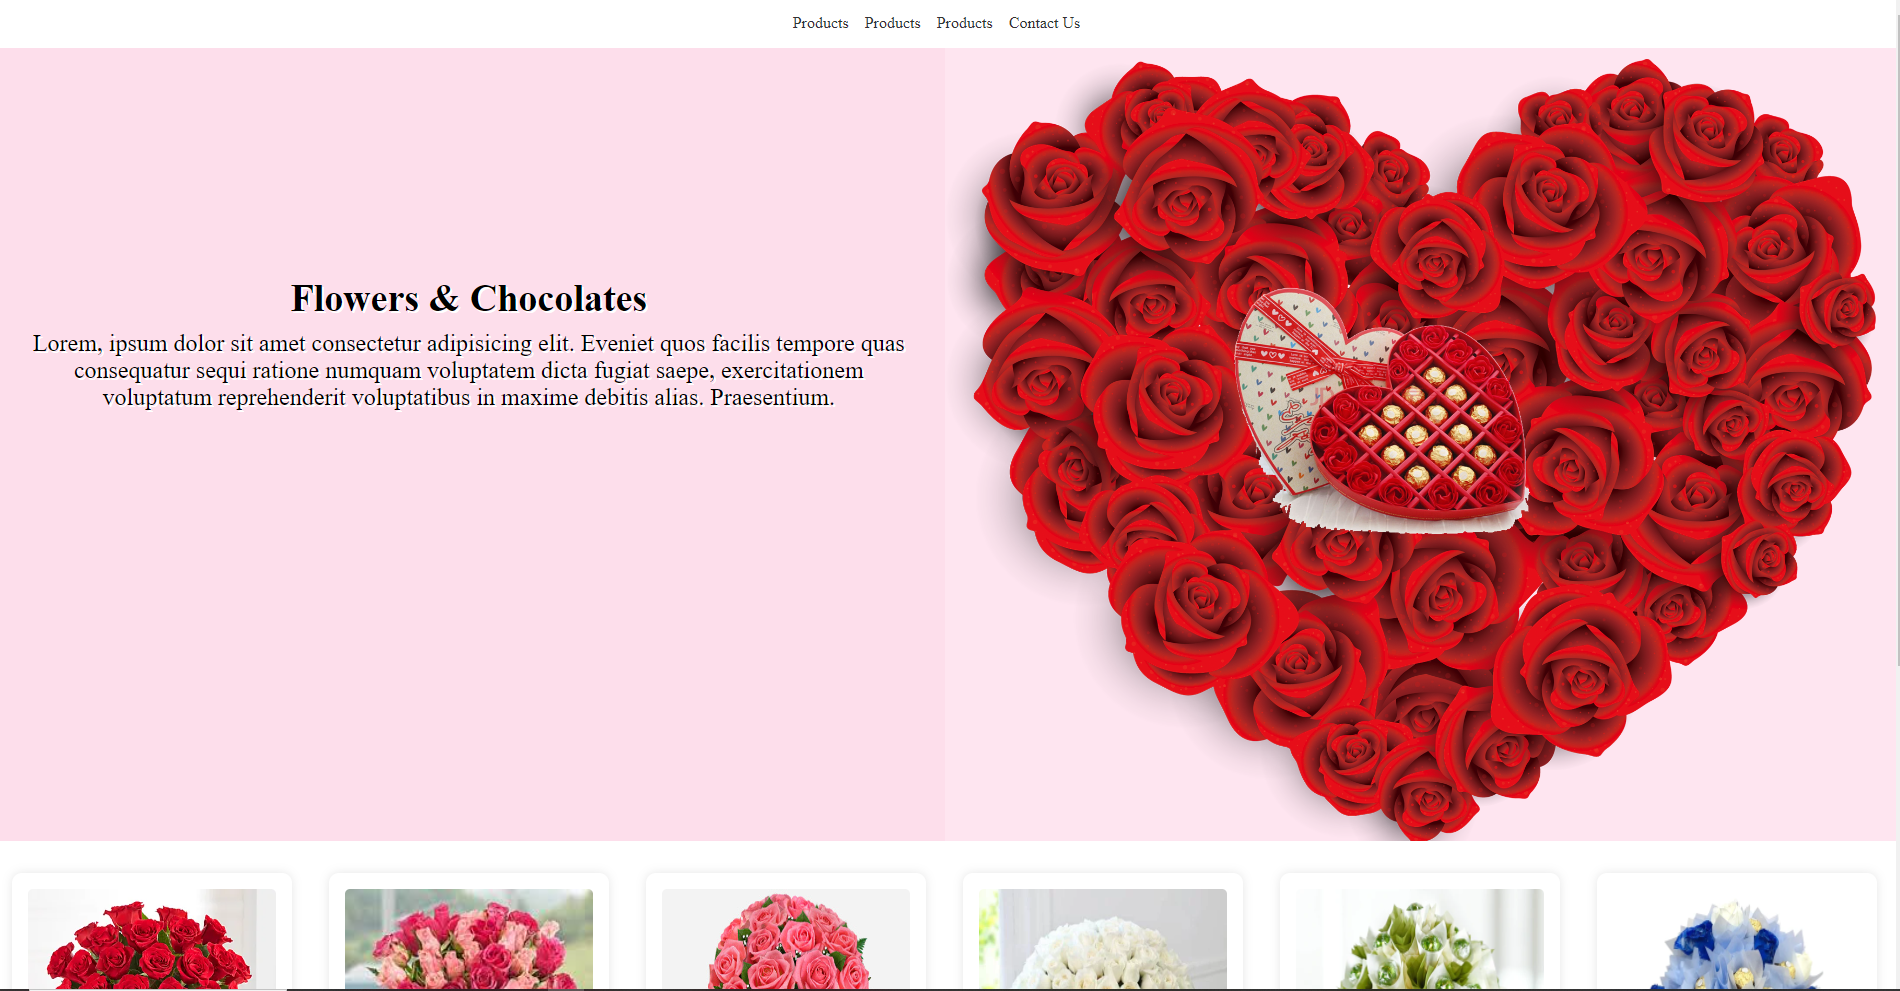 Products Products Products Contact Us
Flowers & Chocolates
Lorem, ipsum dolor sit amet consectetur adipisicing elit. Eveniet quos facilis tempore quas
consequatur sequi ratione numquam voluptatem dicta fugiat saepe, exercitationem
voluptatum reprehenderit voluptatibus in maxime debitis alias. Praesentium.